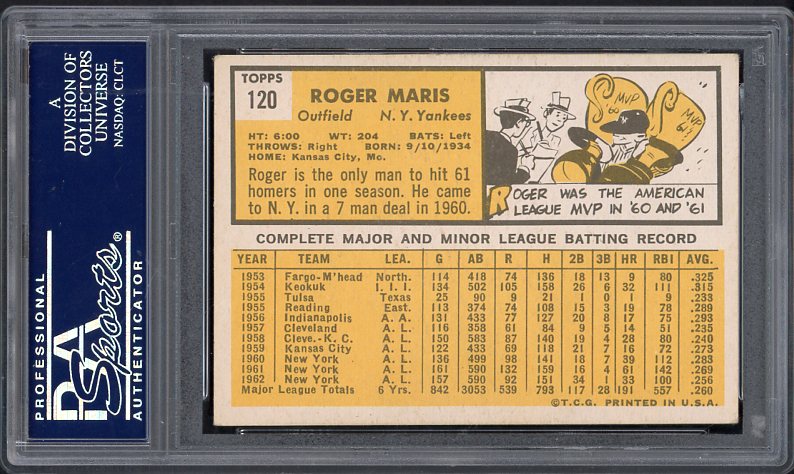 A
DIVISION OF
COLLECTORS
UNIVERSE
NASDAQ: CLCT
PROFESSIONAL
PSA
Sports®
AUTHENTICATOR
TOPPS
120
ROGER MARIS
Outfield N. Y. Yankees
HT: 6:00 WT: 204 BATS: Left
THROWS: Right BORN: 9/10/1934
HOME: Kansas City, Mo.
Roger is the only man to hit 61
homers in one season. He came
to N. Y. in a 7 man deal in 1960.
MVP
60
MVP
61
NY
ROGER WAS THE AMERICAN
LEAGUE MVP IN '60 AND '61
COMPLETE MAJOR AND MINOR LEAGUE BATTING RECORD
YEAR TEAM LEA. G AB R H 2B 3B HR RBI AVG.
1953 Fargo-M'head North. 114 418 74 136 18 13 9 80 .325
1954 Keokuk I. I. I. 134 502 105 158 26 6 32 111 .315
1955 Tulsa Texas 25 90 9 21 1 0 1 9 .233
1955 Reading East. 113 374 74 108 15 3 19 78 .289
1956 Indianapolis A. A. 131 433 77 127 20 8 17 75 .293
1957 Cleveland A. L. 116 358 61 84 9 5 14 51 .235
1958 Cleve.-K. C. A. L. 150 583 87 140 19 4 28 80 .240
1959 Kansas City A. L. 122 433 69 118 21 7 16 72 .273
1960 New York A. L. 136 499 98 141 18 7 39 112 .283
1961 New York A. L. 161 590 132 159 16 4 61 142 .269
1962 New York A. L. 157 590 92 151 34 1 33 100 .256
Major League Totals 6 Yrs. 842 3053 539 793 117 28 191 557 .260
©T.C.G. PRINTED IN U.S.A.